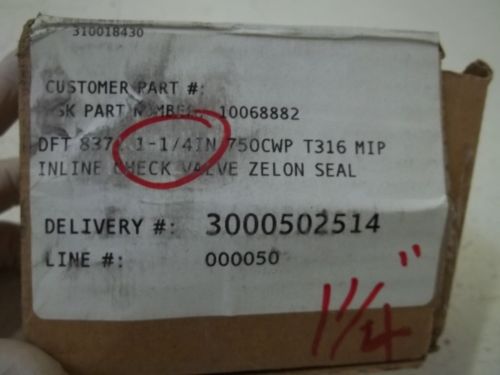 310018430
CUSTOMER PART #:
PART NUMBER: 10068882
DFT 837 1-1/4IN 750CWP T316 MIP
INLINE CHECK VALVE ZELON SEAL
DELIVERY #: 3000502514
LINE #: 000050
1 1/4"